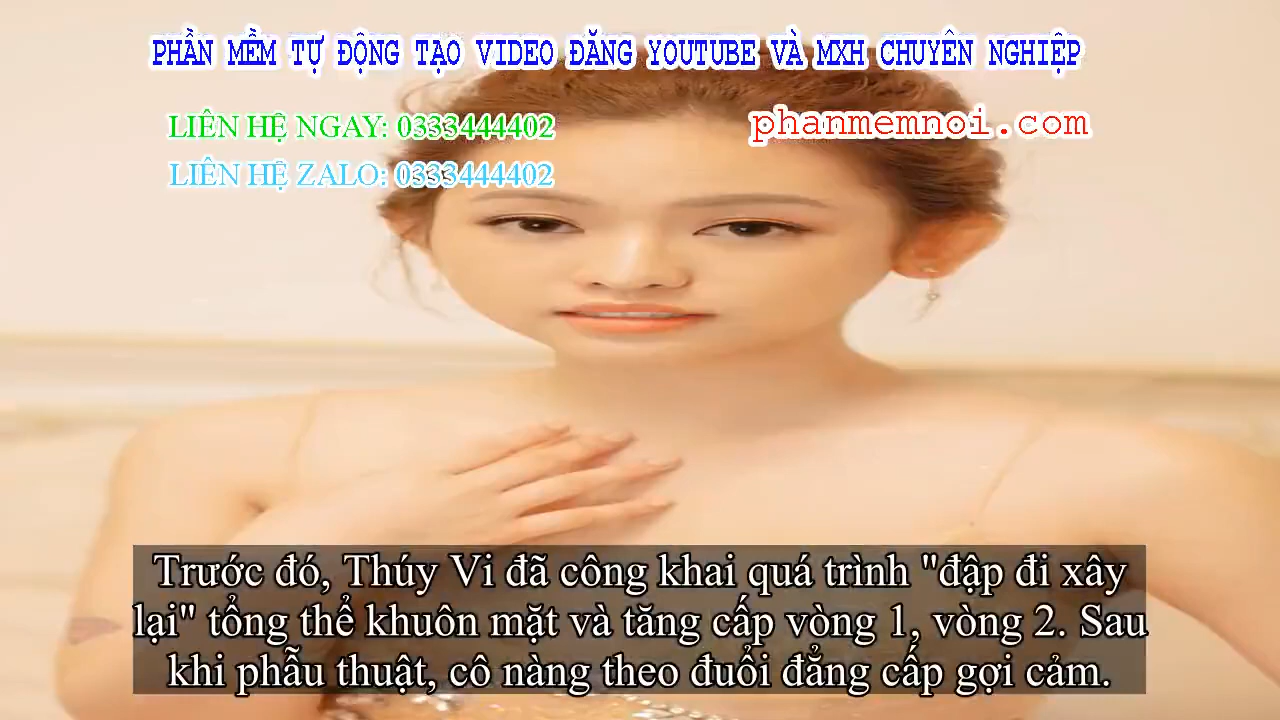 PHẦN MỀM TỰ ĐỘNG TẠO VIDEO ĐĂNG YOUTUBE VÀ MXH CHUYÊN NGHIỆP
LIÊN HỆ NGAY: 0333444402
phanmemnoi.com
LIÊN HỆ ZALO: 0333444402
Trước đó, Thúy Vi đã công khai quá trình "đập đi xây
lại" tổng thể khuôn mặt và tăng cấp vòng 1, vòng 2. Sau
khi phẫu thuật, cô nàng theo đuổi đẳng cấp gợi cảm.